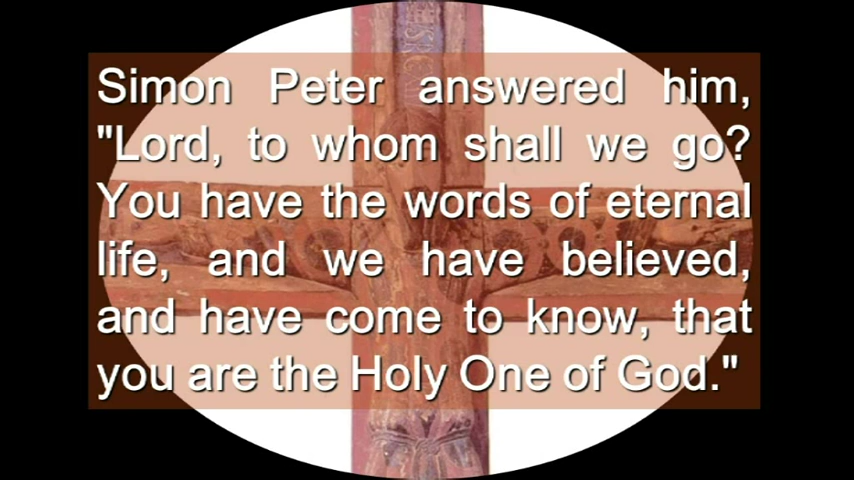 Simon Peter answered him,
"Lord, to whom shall we go?
You have the words of eternal
life, and we have believed,
and have come to know, that
you are the Holy One of God."